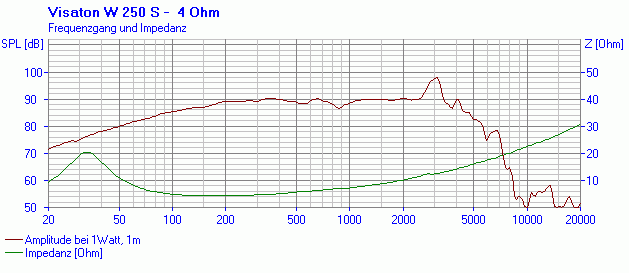 Visaton W 250 S -  4 Ohm
Frequenzgang und Impedanz
SPL [dB] Z [Ohm]
100 50
90 40
80 30
70 20
60 10
50
20 50 100 200 500 1000 2000 5000 10000 20000
Amplitude bei 1Watt, 1m
Impedanz [Ohm]